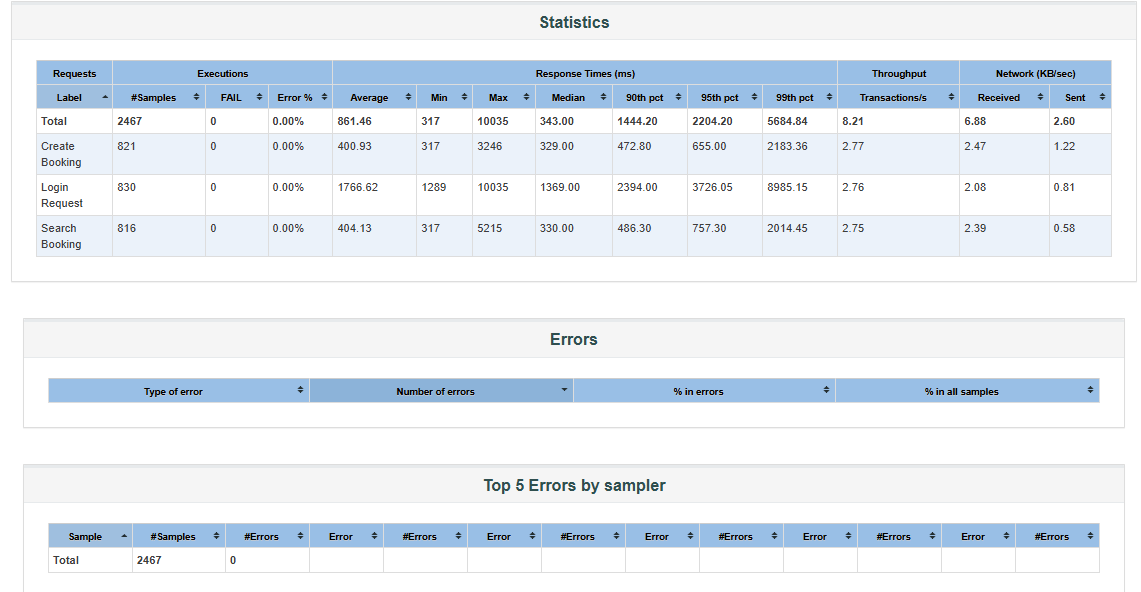 Statistics
Requests Executions Response Times (ms) Throughput Network (KB/sec)
Label #Samples FAIL Error % Average Min Max Median 90th pct 95th pct 99th pct Transactions/s Received Sent
Total 2467 0 0.00% 861.46 317 10035 343.00 1444.20 2204.20 5684.84 8.21 6.88 2.60
Create 821 0 0.00% 400.93 317 3246 329.00 472.80 655.00 2183.36 2.77 2.47 1.22
Booking
Login 830 0 0.00% 1766.62 1289 10035 1369.00 2394.00 3726.05 8985.15 2.76 2.08 0.81
Request
Search 816 0 0.00% 404.13 317 5215 330.00 486.30 757.30 2014.45 2.75 2.39 0.58
Booking
Errors
Type of error Number of errors % in errors % in all samples
Top 5 Errors by sampler
Sample #Samples #Errors Error #Errors Error #Errors Error #Errors Error #Errors Error #Errors
Total 2467 0